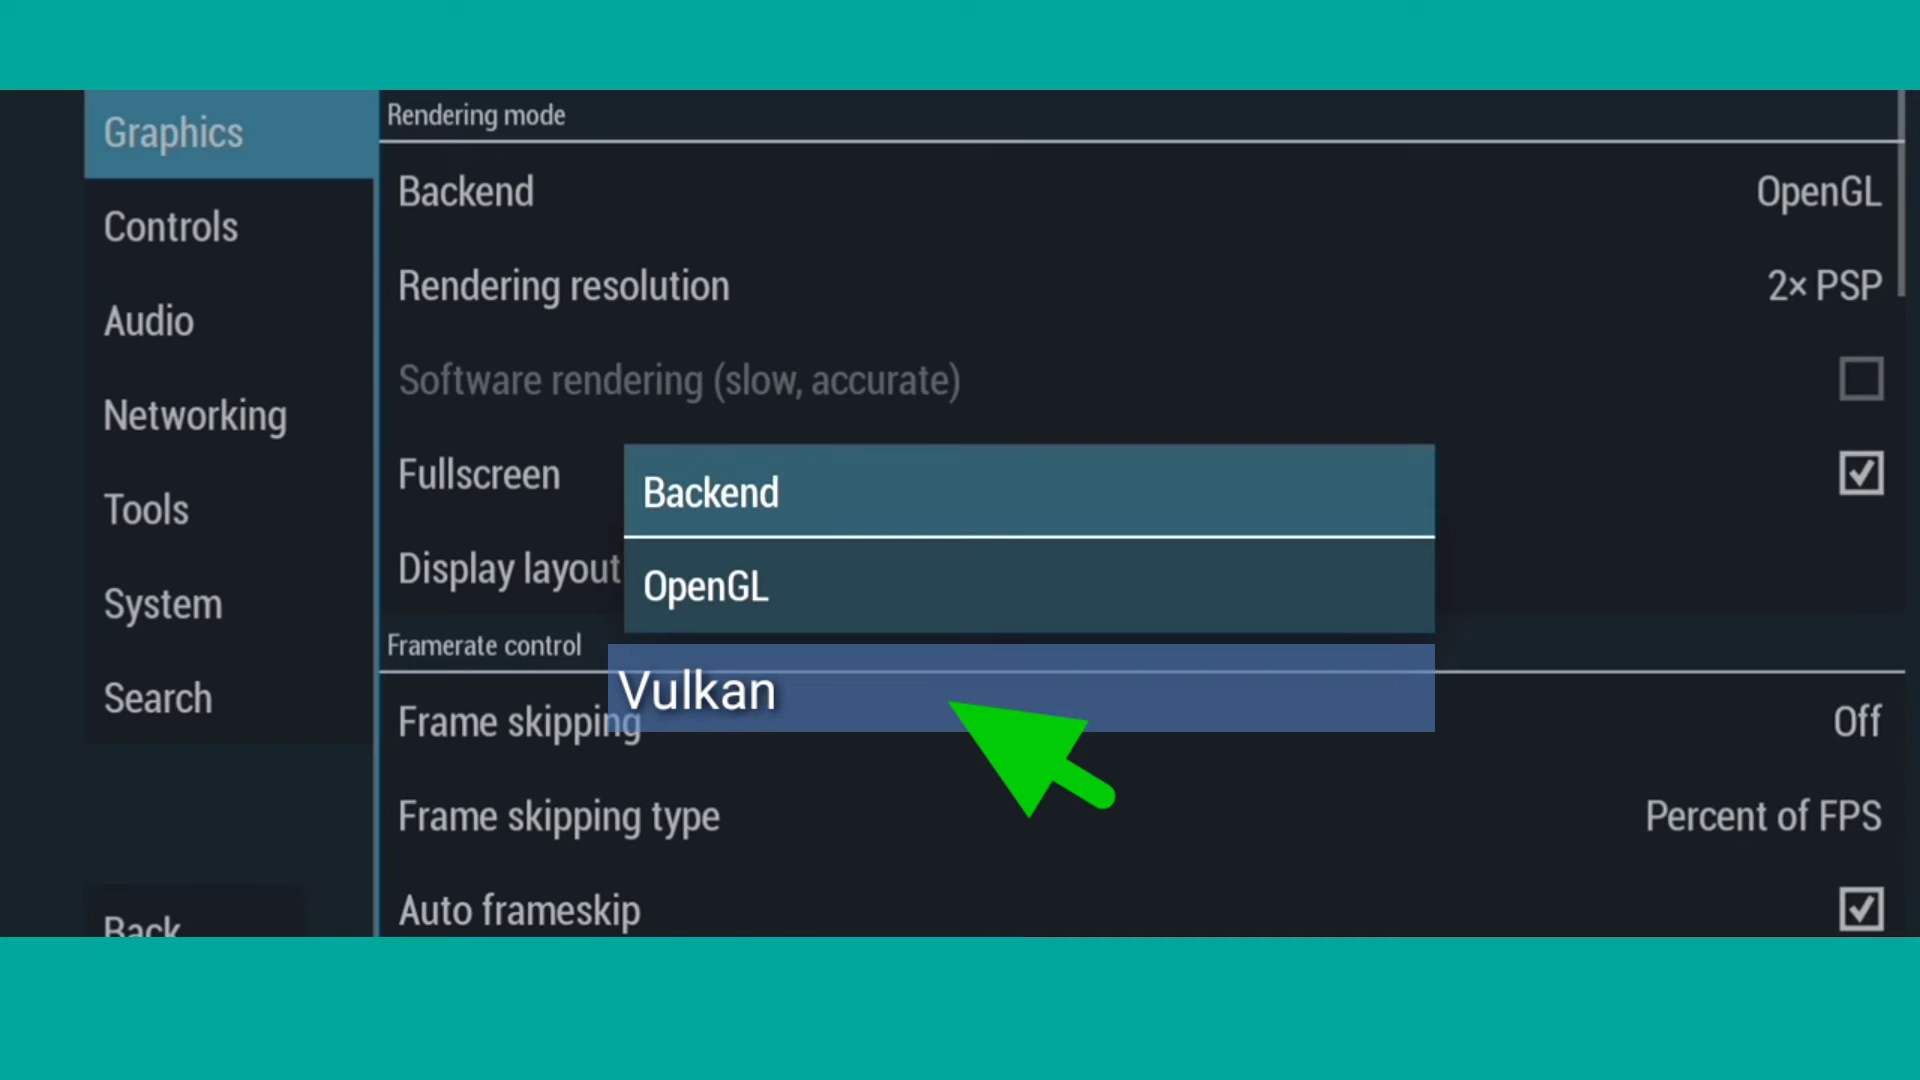 Graphics
Controls
Audio
Networking
Tools
System
Search
Back
Rendering mode
Backend OpenGL
Rendering resolution 2× PSP
Software rendering (slow, accurate)
Fullscreen
Display layout
Backend
OpenGL
Vulkan
Framerate control
Frame skipping Off
Frame skipping type Percent of FPS
Auto frameskip